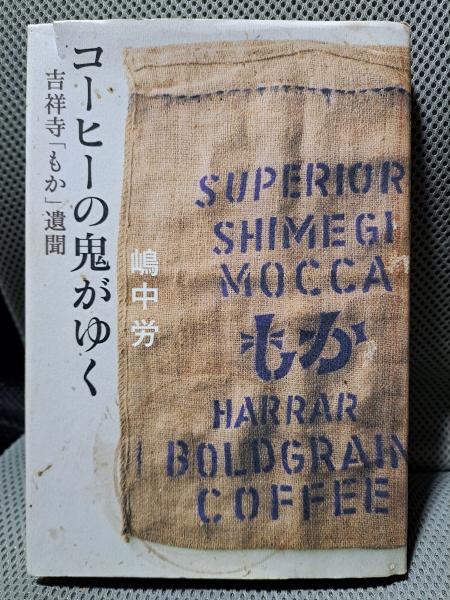 コーヒーの鬼がゆく
吉祥寺「もか」遺聞
嶋中労
SUPERIOR
SHIMEGI
MOCCA
もか
HARRAR
BOLDGRAIN
COFFEE